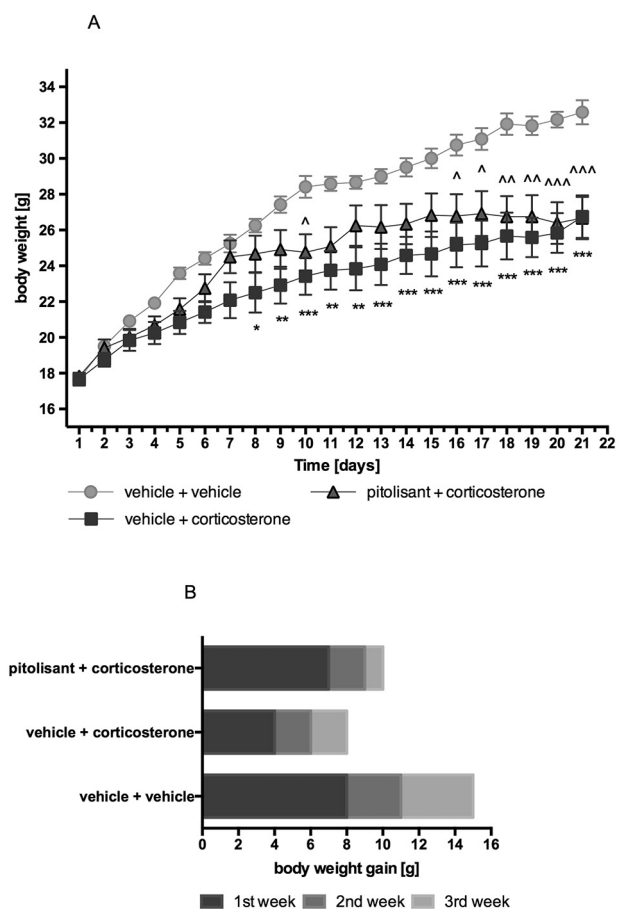 A
34
32
30
28
26
24
22
20
18
16
body weight [g]
^ ^ ^ ^^ ^^ ^^^ ^^^
* ** *** ** ** *** *** *** *** *** *** *** *** ***
1 2 3 4 5 6 7 8 9 10 11 12 13 14 15 16 17 18 19 20 21 22
Time [days]
vehicle + vehicle pitolisant + corticosterone
vehicle + corticosterone
B
pitolisant + corticosterone
vehicle + corticosterone
vehicle + vehicle
0 2 4 6 8 10 12 14 16
body weight gain [g]
1st week 2nd week 3rd week